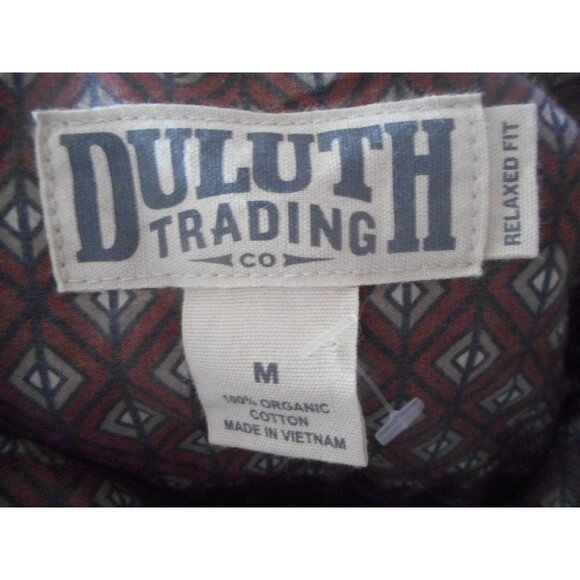 DULUTH
TRADING
CO
RELAXED FIT
M
100% ORGANIC
COTTON
MADE IN VIETNAM